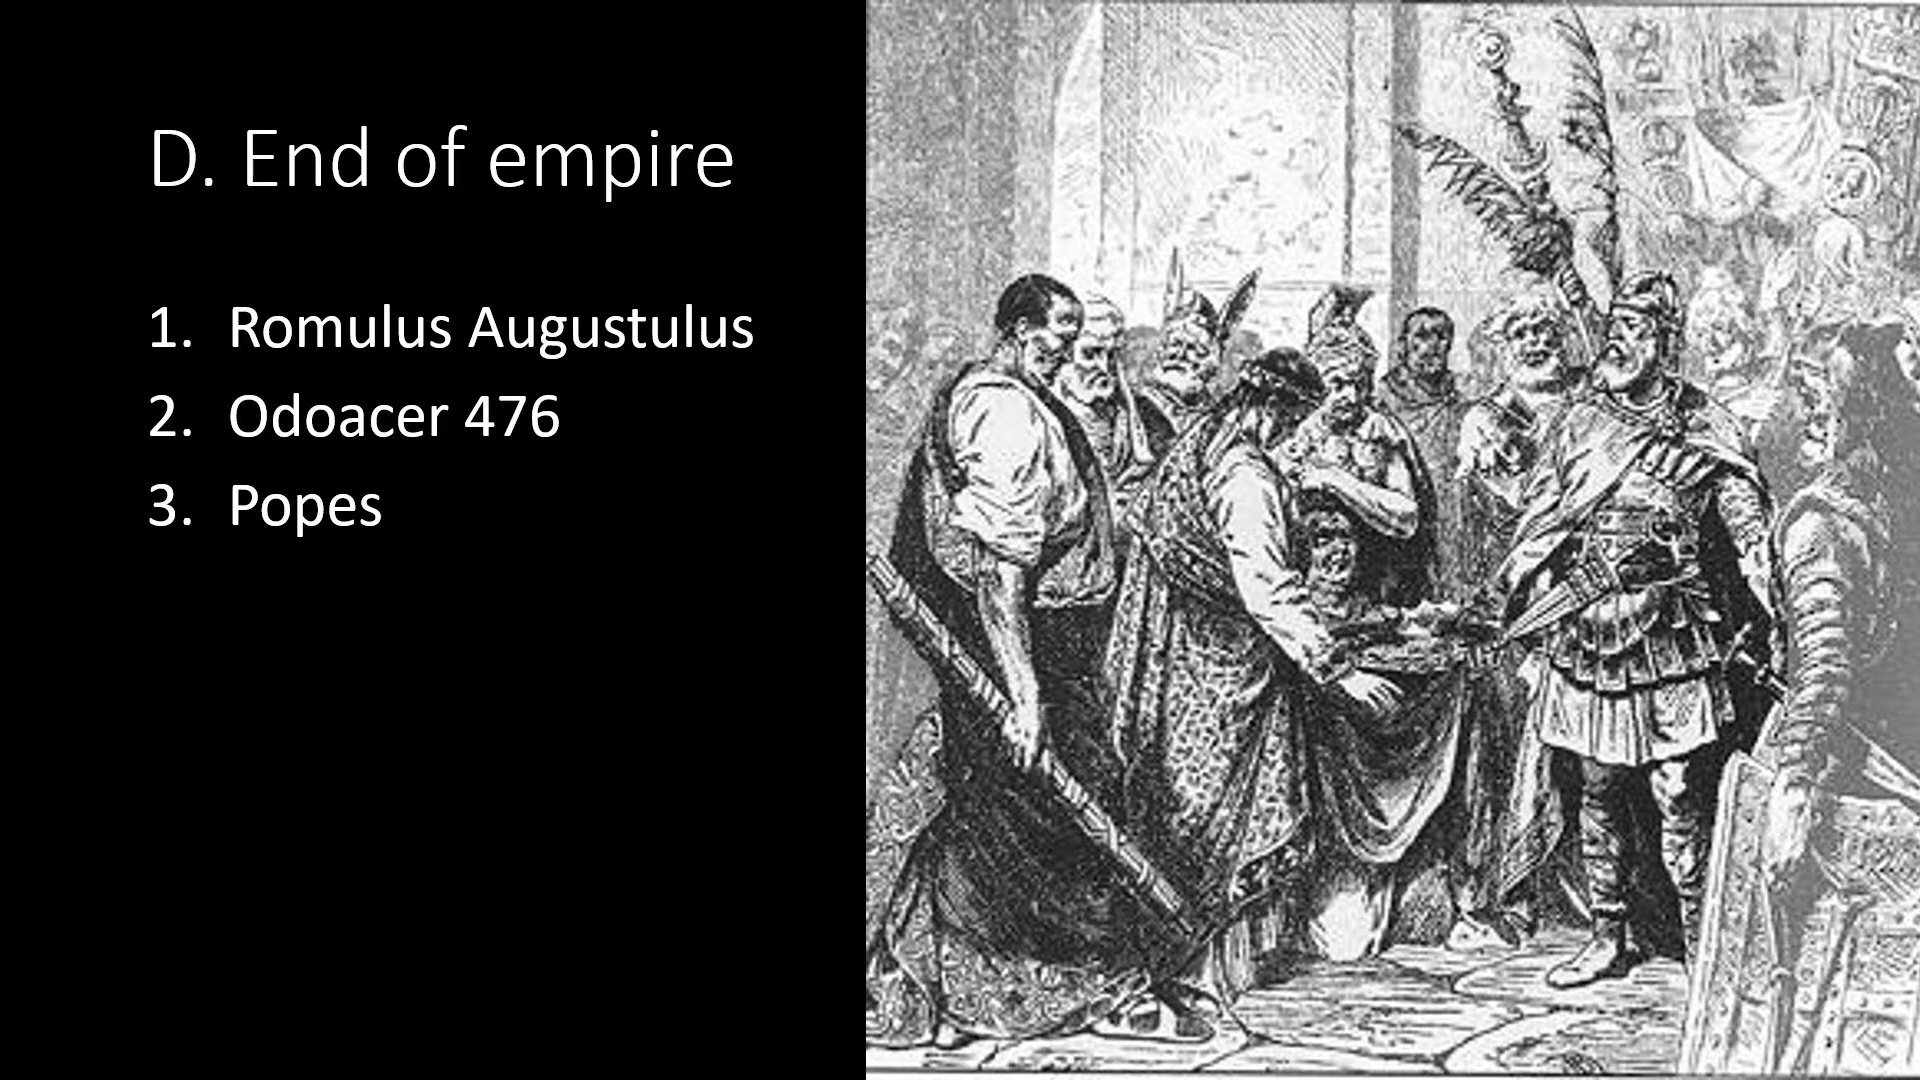 D. End of empire
1. Romulus Augustulus
2. Odoacer 476
3. Popes